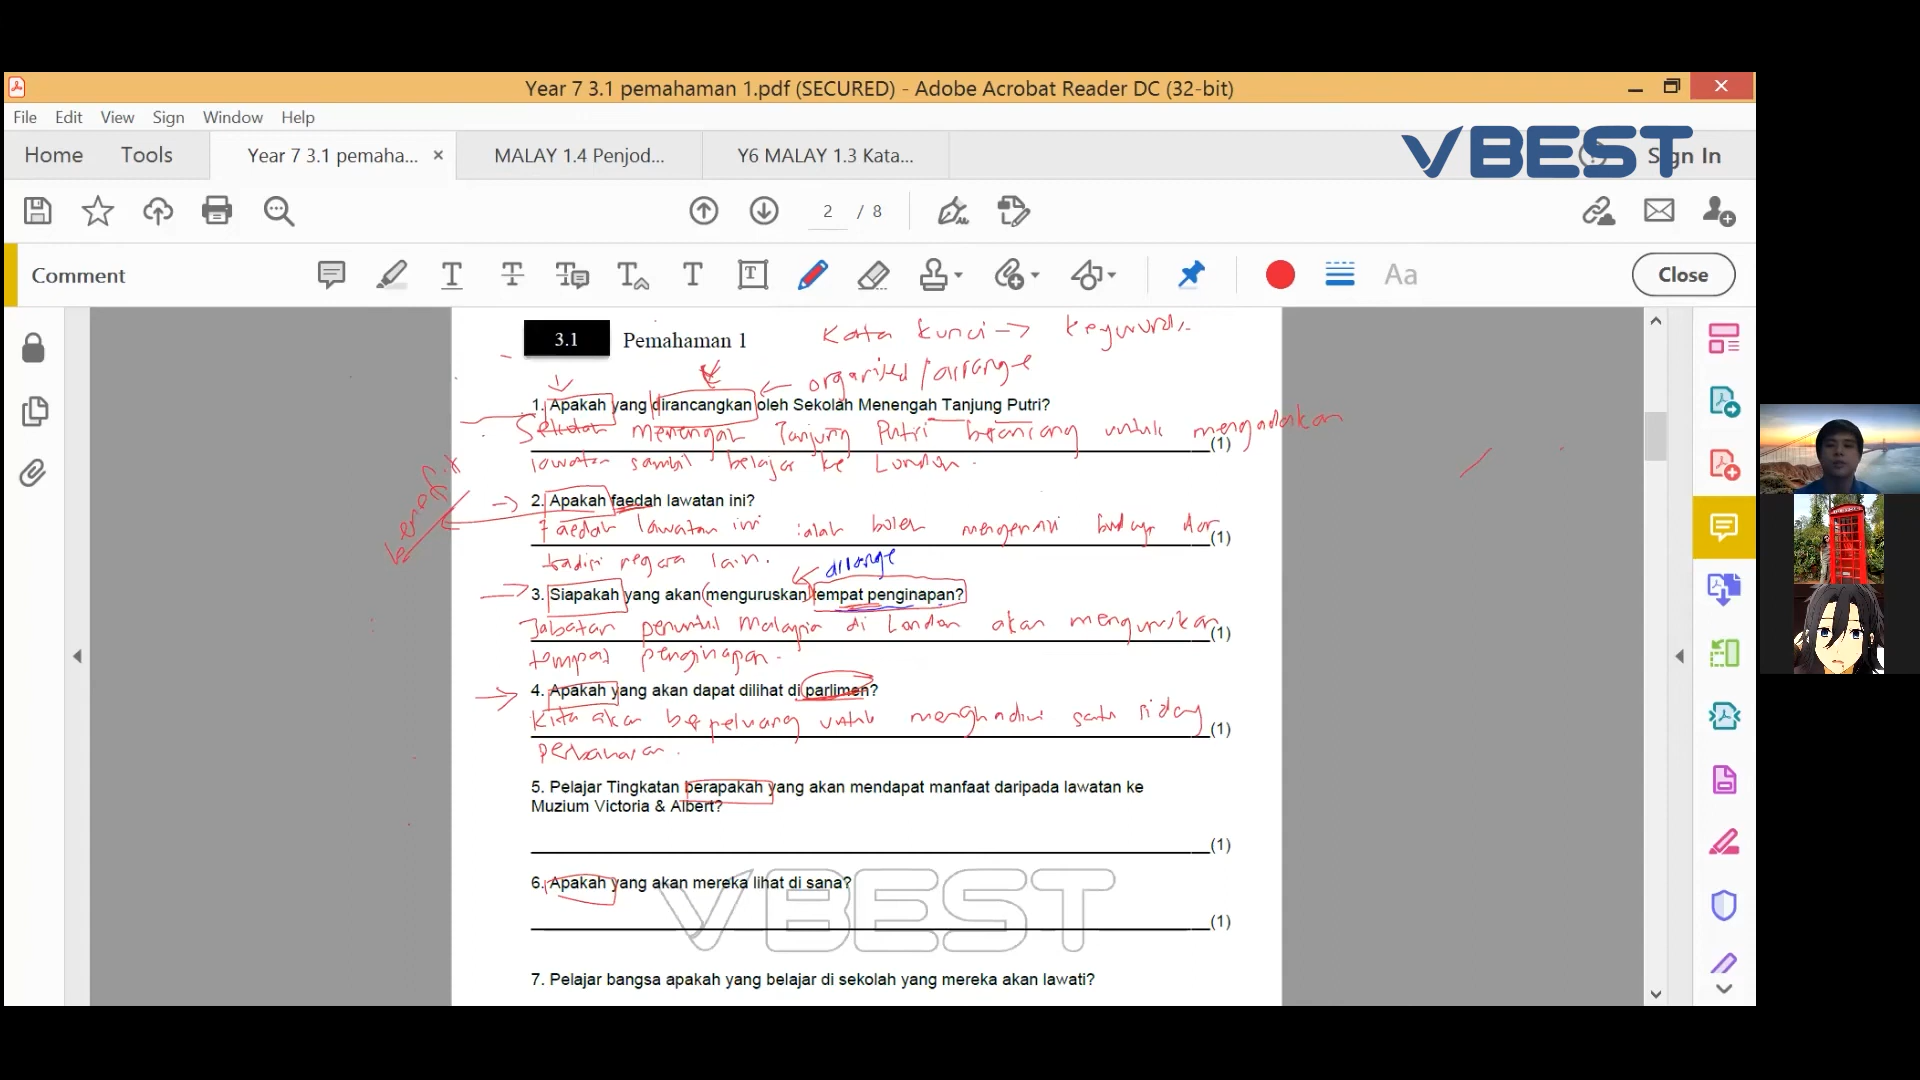 Year 7 3.1 pemahaman 1.pdf (SECURED) - Adobe Acrobat Reader DC (32-bit)
File Edit View Sign Window Help
Home Tools Year 7 3.1 pemaha... × MALAY 1.4 Penjod... Y6 MALAY 1.3 Kata... Sign In
VBEST
2 / 8
Comment Aa Close
3.1 Pemahaman 1 Kata kunci → keywords.
organised / arrange
1. Apakah yang dirancangkan oleh Sekolah Menengah Tanjung Putri?
Sekolah menengah Tanjung Putri berancang untuk mengadakan (1)
lawatan sambil belajar ke London.
benefit
2. Apakah faedah lawatan ini?
Faedah lawatan ini ialah boleh mengenai budaya dan (1)
tradisi negara lain.
3. Siapakah yang akan menguruskan tempat penginapan?
Jabatan penuntut Malaysia di London akan menguruskan (1)
tempat penginapan.
4. Apakah yang akan dapat dilihat di parlimen?
Kita akan berpeluang untuk menghadiri satu sidang (1)
perbahasan.
5. Pelajar Tingkatan berapakah yang akan mendapat manfaat daripada lawatan ke
Muzium Victoria & Albert?
(1)
6. Apakah yang akan mereka lihat di sana?
(1)
VBEST
7. Pelajar bangsa apakah yang belajar di sekolah yang mereka akan lawati?